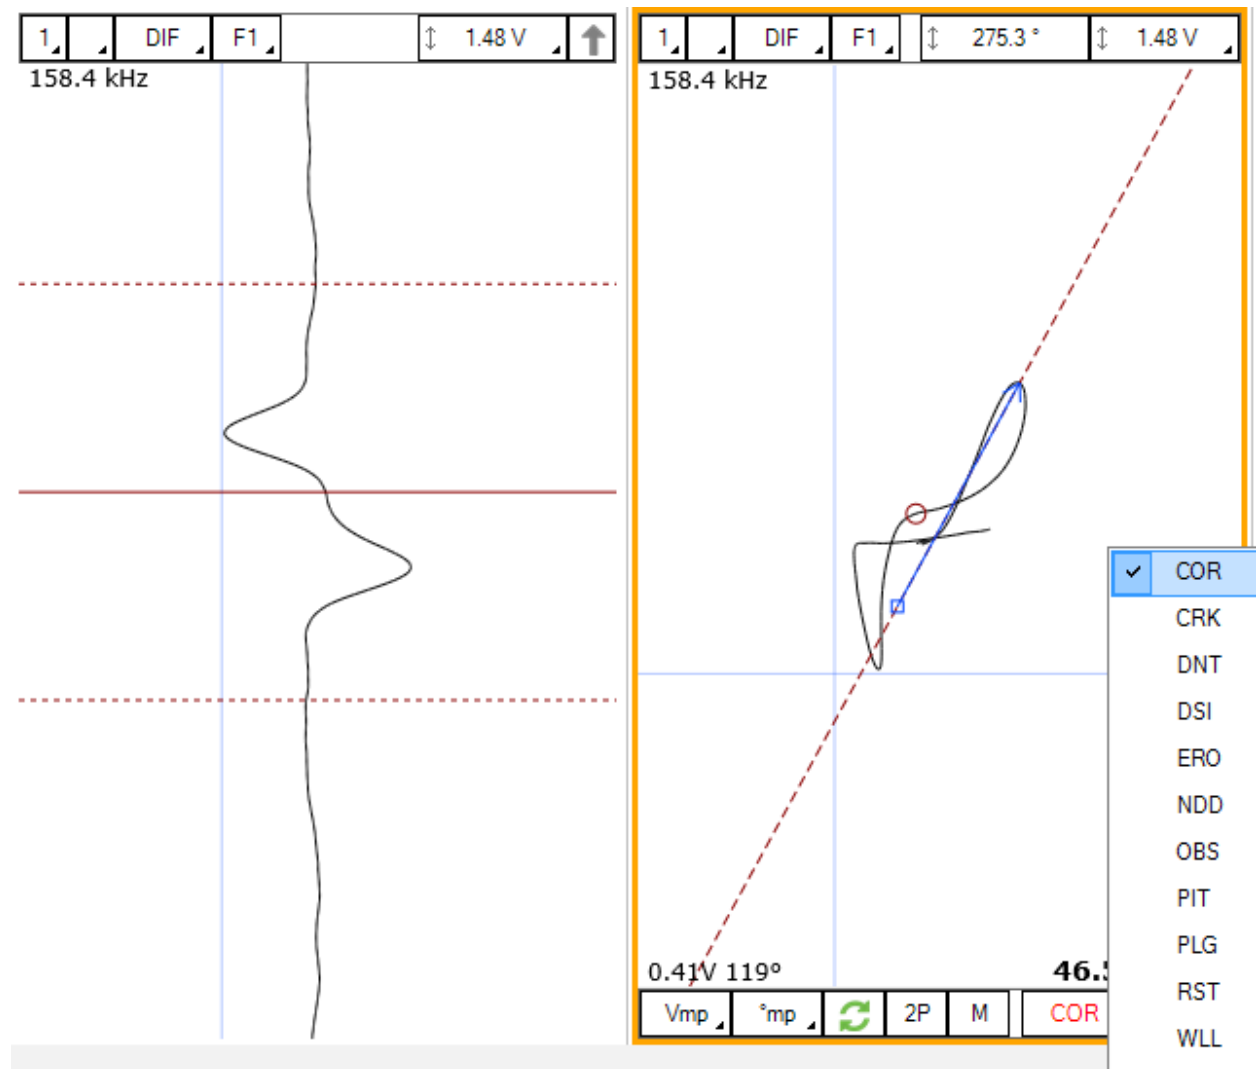 1 DIF F1 1.48 V
158.4 kHz
1 DIF F1 275.3 ° 1.48 V
158.4 kHz
0.41V 119°
Vmp °mp 2P M COR
COR
CRK
DNT
DSI
ERO
NDD
OBS
PIT
PLG
RST
WLL